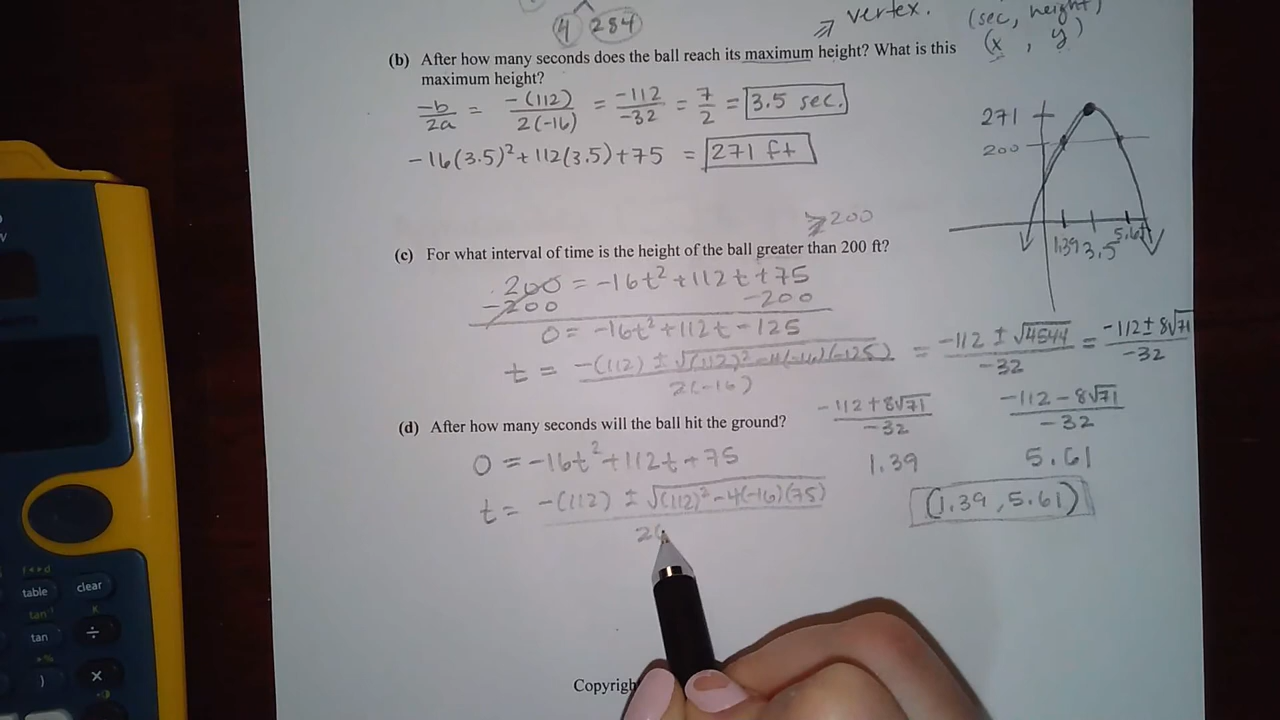 4 284
vertex.
(sec, height)
(x , y)
(b) After how many seconds does the ball reach its maximum height? What is this
maximum height?
-b/2a = -(112)/2(-16) = -112/-32 = 7/2 = 3.5 sec.
-16(3.5)² + 112(3.5) + 75 = 271 ft
271
200
1.39 3.5 5.61
≥200
(c) For what interval of time is the height of the ball greater than 200 ft?
200 = -16t² + 112t + 75
-200 -200
0 = -16t² + 112t - 125
t = -(112) ± √(112)² - 4(-16)(-125) / 2(-16) = -112 ± √4544 / -32 = -112 ± 8√71 / -32
-112 + 8√71 / -32 -112 - 8√71 / -32
1.39 5.61
(1.39, 5.61)
(d) After how many seconds will the ball hit the ground?
0 = -16t² + 112t + 75
t = -(112) ± √(112)² - 4(-16)(75) / 2(
table clear
tan ÷
) ×
Copyrigh